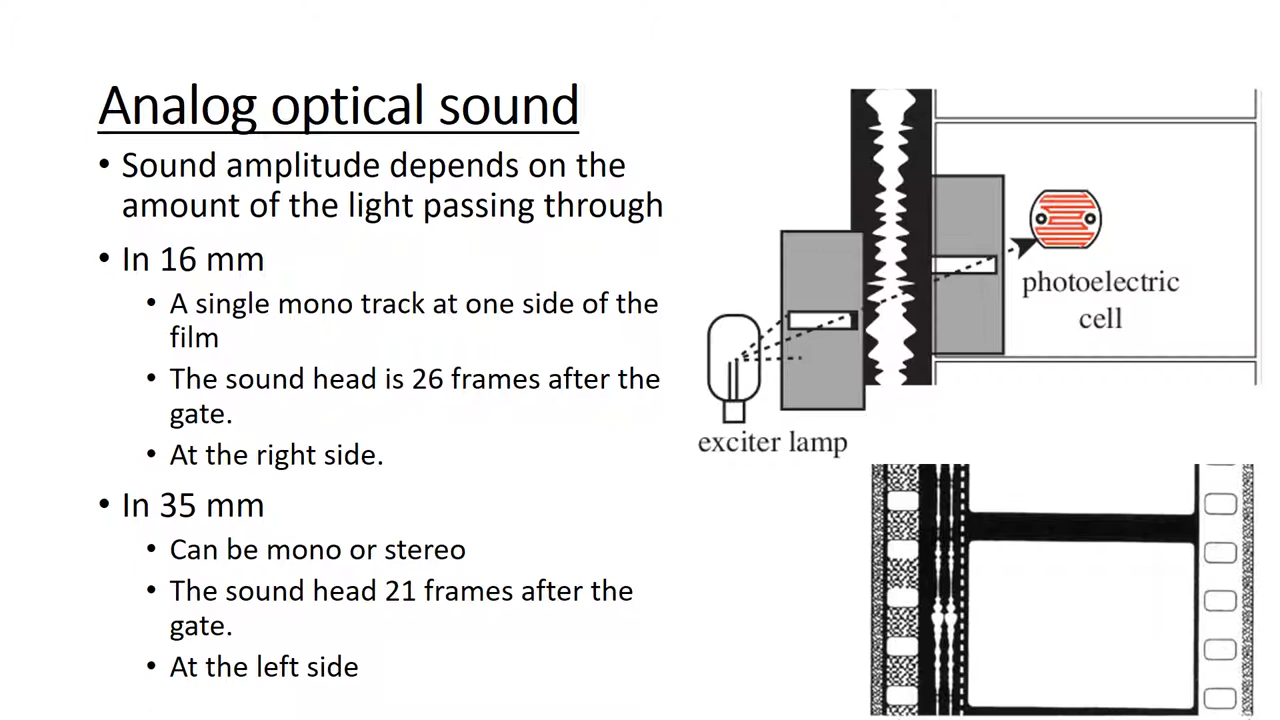 Analog optical sound
• Sound amplitude depends on the
amount of the light passing through
• In 16 mm
• A single mono track at one side of the
film
• The sound head is 26 frames after the
gate.
• At the right side.
• In 35 mm
• Can be mono or stereo
• The sound head 21 frames after the
gate.
• At the left side
photoelectric
cell
exciter lamp